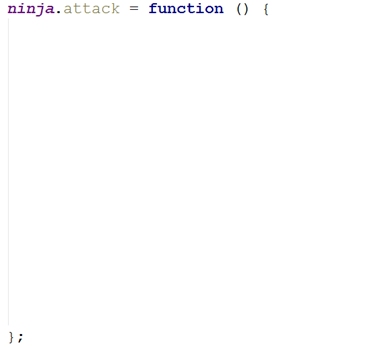 ninja.attack = function () {
};